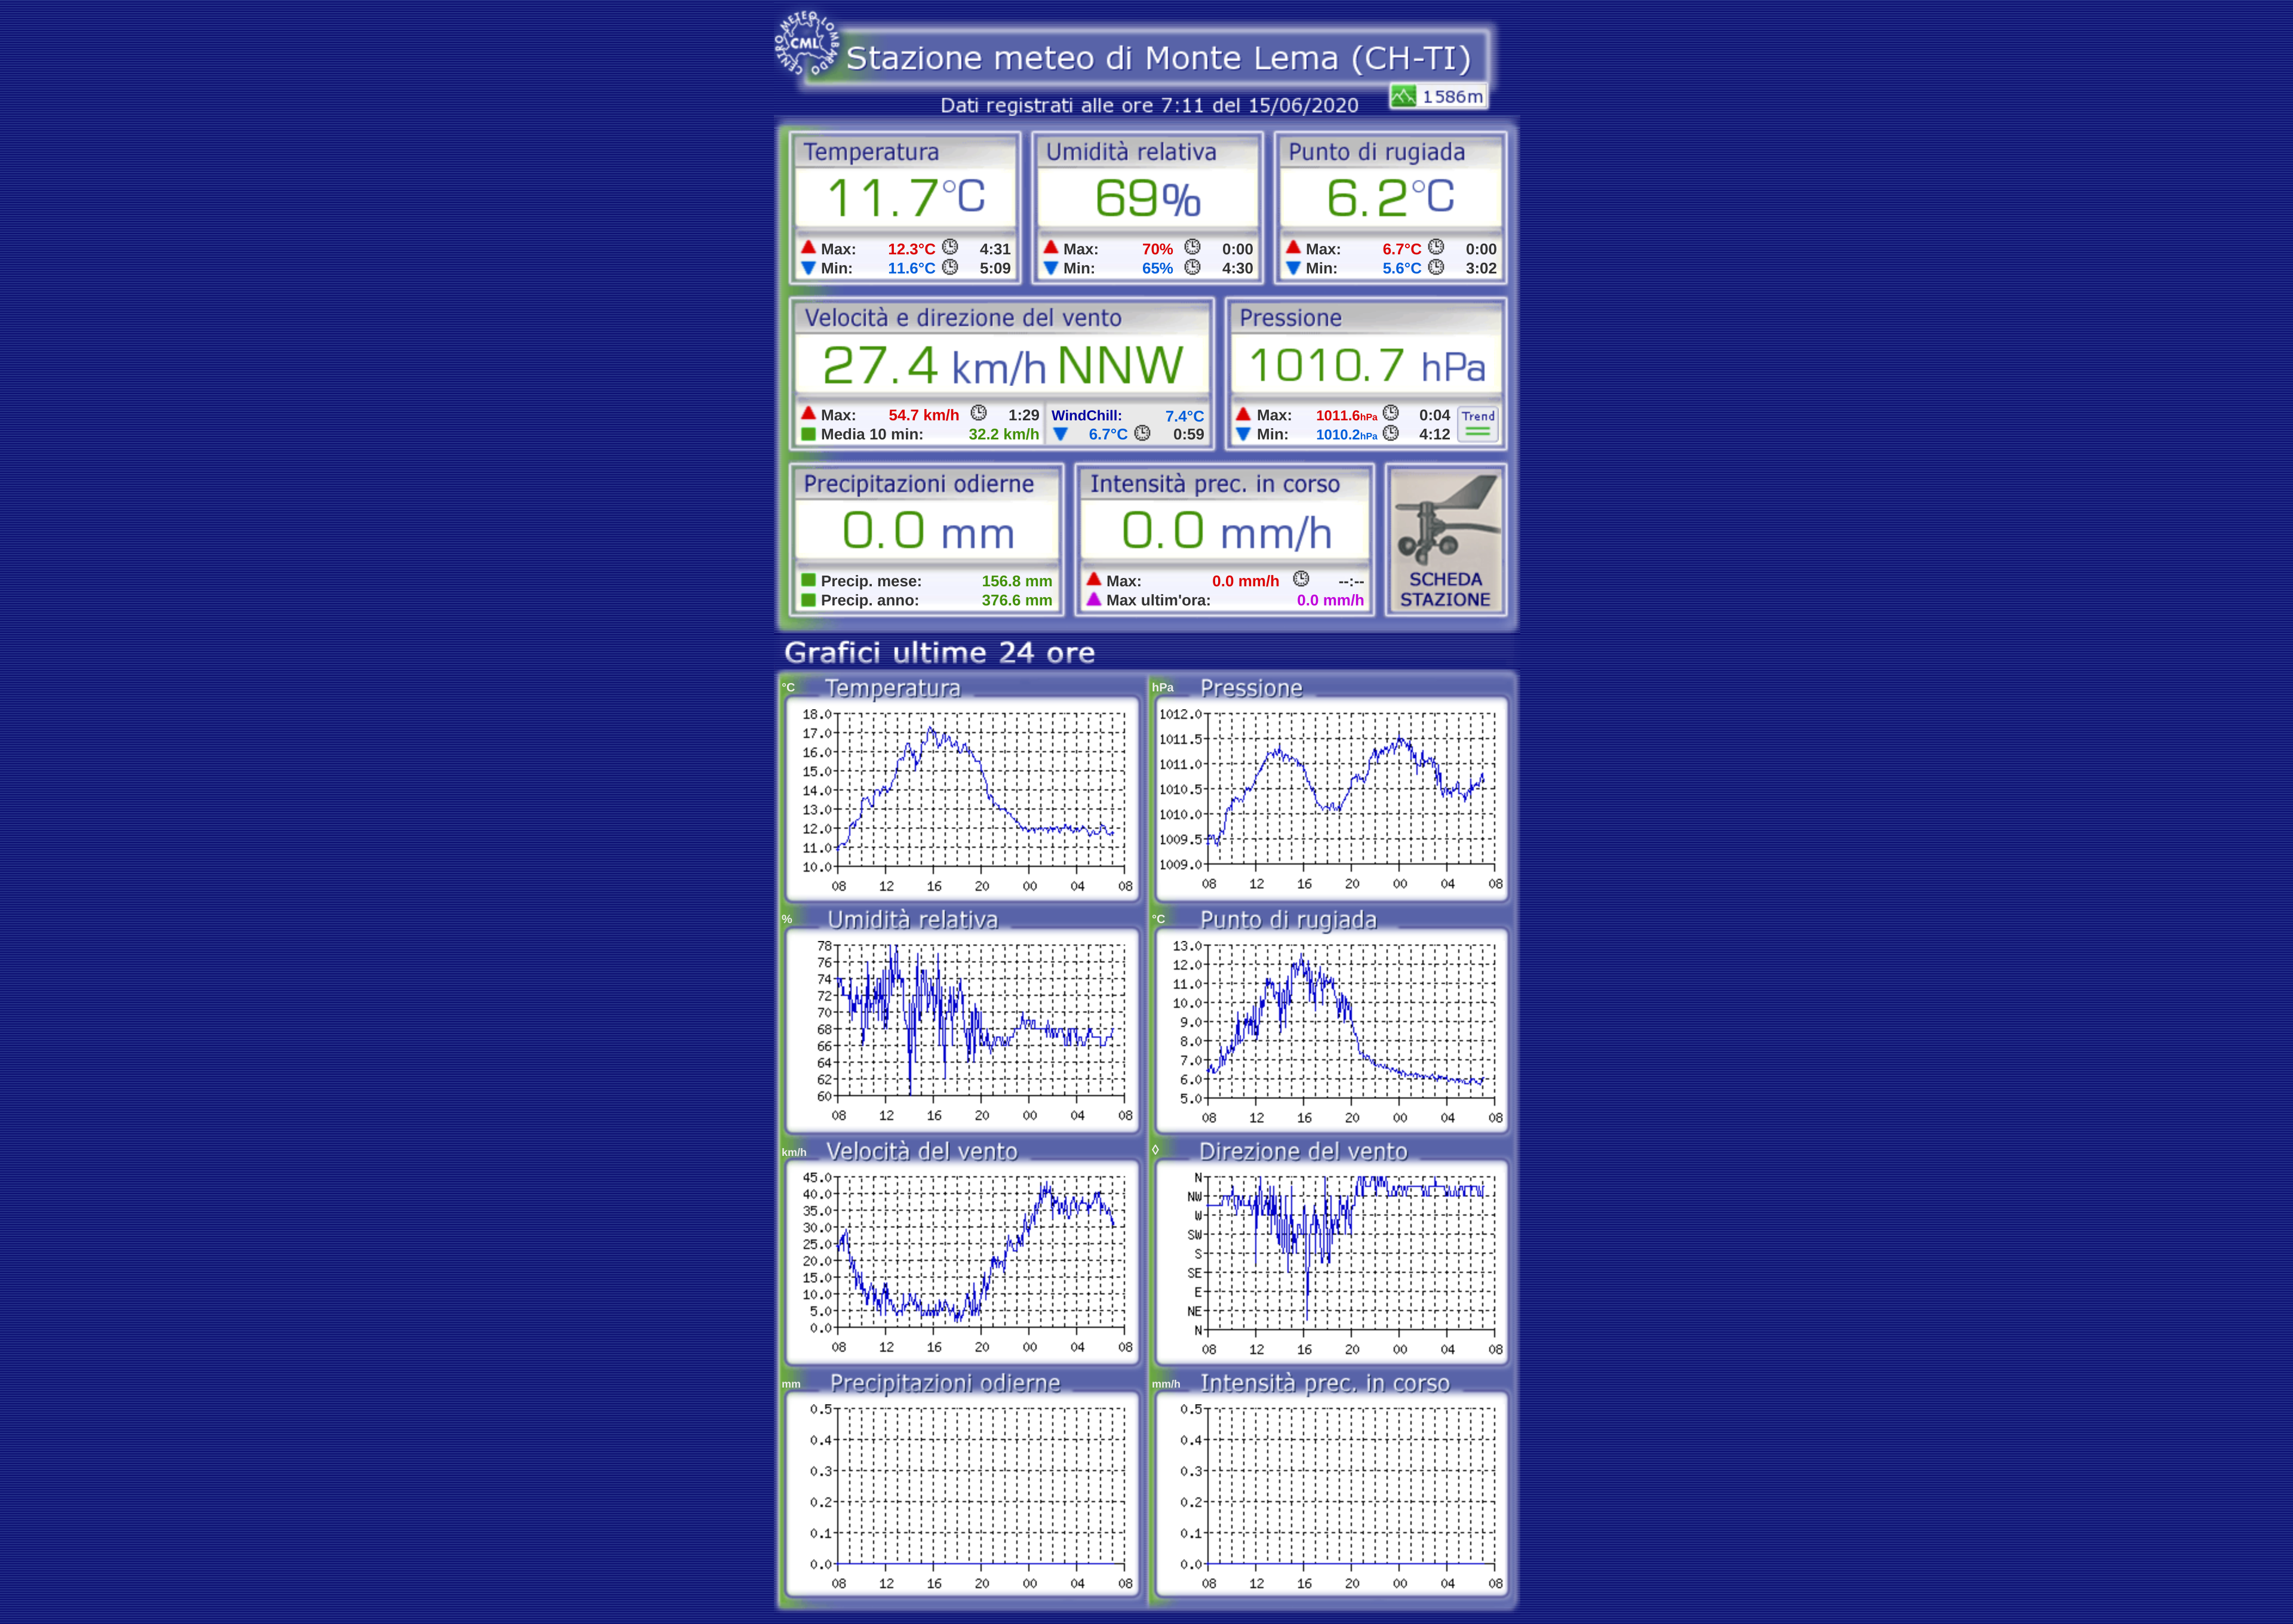 CENTRO METEO LOMBARDO
CML
Stazione meteo di Monte Lema (CH-TI)
Dati registrati alle ore 7:11 del 15/06/2020
1586m
Temperatura
11.7°C
Max: 12.3°C 4:31
Min: 11.6°C 5:09
Umidità relativa
69%
Max: 70% 0:00
Min: 65% 4:30
Punto di rugiada
6.2°C
Max: 6.7°C 0:00
Min: 5.6°C 3:02
Velocità e direzione del vento
27.4 km/h NNW
Max: 54.7 km/h 1:29
Media 10 min: 32.2 km/h
WindChill: 7.4°C
6.7°C 0:59
Pressione
1010.7 hPa
Max: 1011.6hPa 0:04
Min: 1010.2hPa 4:12
Trend
Precipitazioni odierne
0.0 mm
Precip. mese: 156.8 mm
Precip. anno: 376.6 mm
Intensità prec. in corso
0.0 mm/h
Max: 0.0 mm/h --:--
Max ultim'ora: 0.0 mm/h
SCHEDA
STAZIONE
Grafici ultime 24 ore
°C Temperatura
18.0
17.0
16.0
15.0
14.0
13.0
12.0
11.0
10.0
08 12 16 20 00 04 08
hPa Pressione
1012.0
1011.5
1011.0
1010.5
1010.0
1009.5
1009.0
08 12 16 20 00 04 08
% Umidità relativa
78
76
74
72
70
68
66
64
62
60
08 12 16 20 00 04 08
°C Punto di rugiada
13.0
12.0
11.0
10.0
9.0
8.0
7.0
6.0
5.0
08 12 16 20 00 04 08
km/h Velocità del vento
45.0
40.0
35.0
30.0
25.0
20.0
15.0
10.0
5.0
0.0
08 12 16 20 00 04 08
◊ Direzione del vento
N
NW
W
SW
S
SE
E
NE
N
08 12 16 20 00 04 08
mm Precipitazioni odierne
0.5
0.4
0.3
0.2
0.1
0.0
08 12 16 20 00 04 08
mm/h Intensità prec. in corso
0.5
0.4
0.3
0.2
0.1
0.0
08 12 16 20 00 04 08